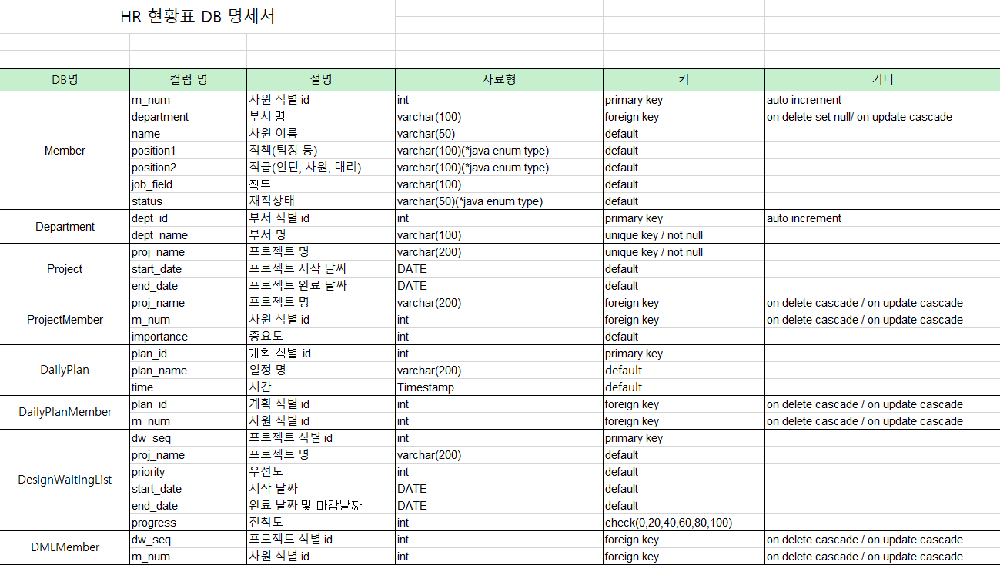 HR 현황표 DB 명세서
DB명 컬럼 명 설명 자료형 키 기타
Member
m_num 사원 식별 id int primary key auto increment
department 부서 명 varchar(100) foreign key on delete set null/ on update cascade
name 사원 이름 varchar(50) default
position1 직책(팀장 등) varchar(100)(*java enum type) default
position2 직급(인턴, 사원, 대리) varchar(100)(*java enum type) default
job_field 직무 varchar(100) default
status 재직상태 varchar(50)(*java enum type) default
Department
dept_id 부서 식별 id int primary key auto increment
dept_name 부서 명 varchar(100) unique key / not null
Project
proj_name 프로젝트 명 varchar(200) unique key / not null
start_date 프로젝트 시작 날짜 DATE default
end_date 프로젝트 완료 날짜 DATE default
ProjectMember
proj_name 프로젝트 명 varchar(200) foreign key on delete cascade / on update cascade
m_num 사원 식별 id int foreign key on delete cascade / on update cascade
importance 중요도 int default
DailyPlan
plan_id 계획 식별 id int primary key
plan_name 일정 명 varchar(200) default
time 시간 Timestamp default
DailyPlanMember
plan_id 계획 식별 id int foreign key on delete cascade / on update cascade
m_num 사원 식별 id int foreign key on delete cascade / on update cascade
DesignWaitingList
dw_seq 프로젝트 식별 id int primary key
proj_name 프로젝트 명 varchar(200) default
priority 우선도 int default
start_date 시작 날짜 DATE default
end_date 완료 날짜 및 마감날짜 DATE default
progress 진척도 int check(0,20,40,60,80,100)
DMLMember
dw_seq 프로젝트 식별 id int foreign key on delete cascade / on update cascade
m_num 사원 식별 id int foreign key on delete cascade / on update cascade